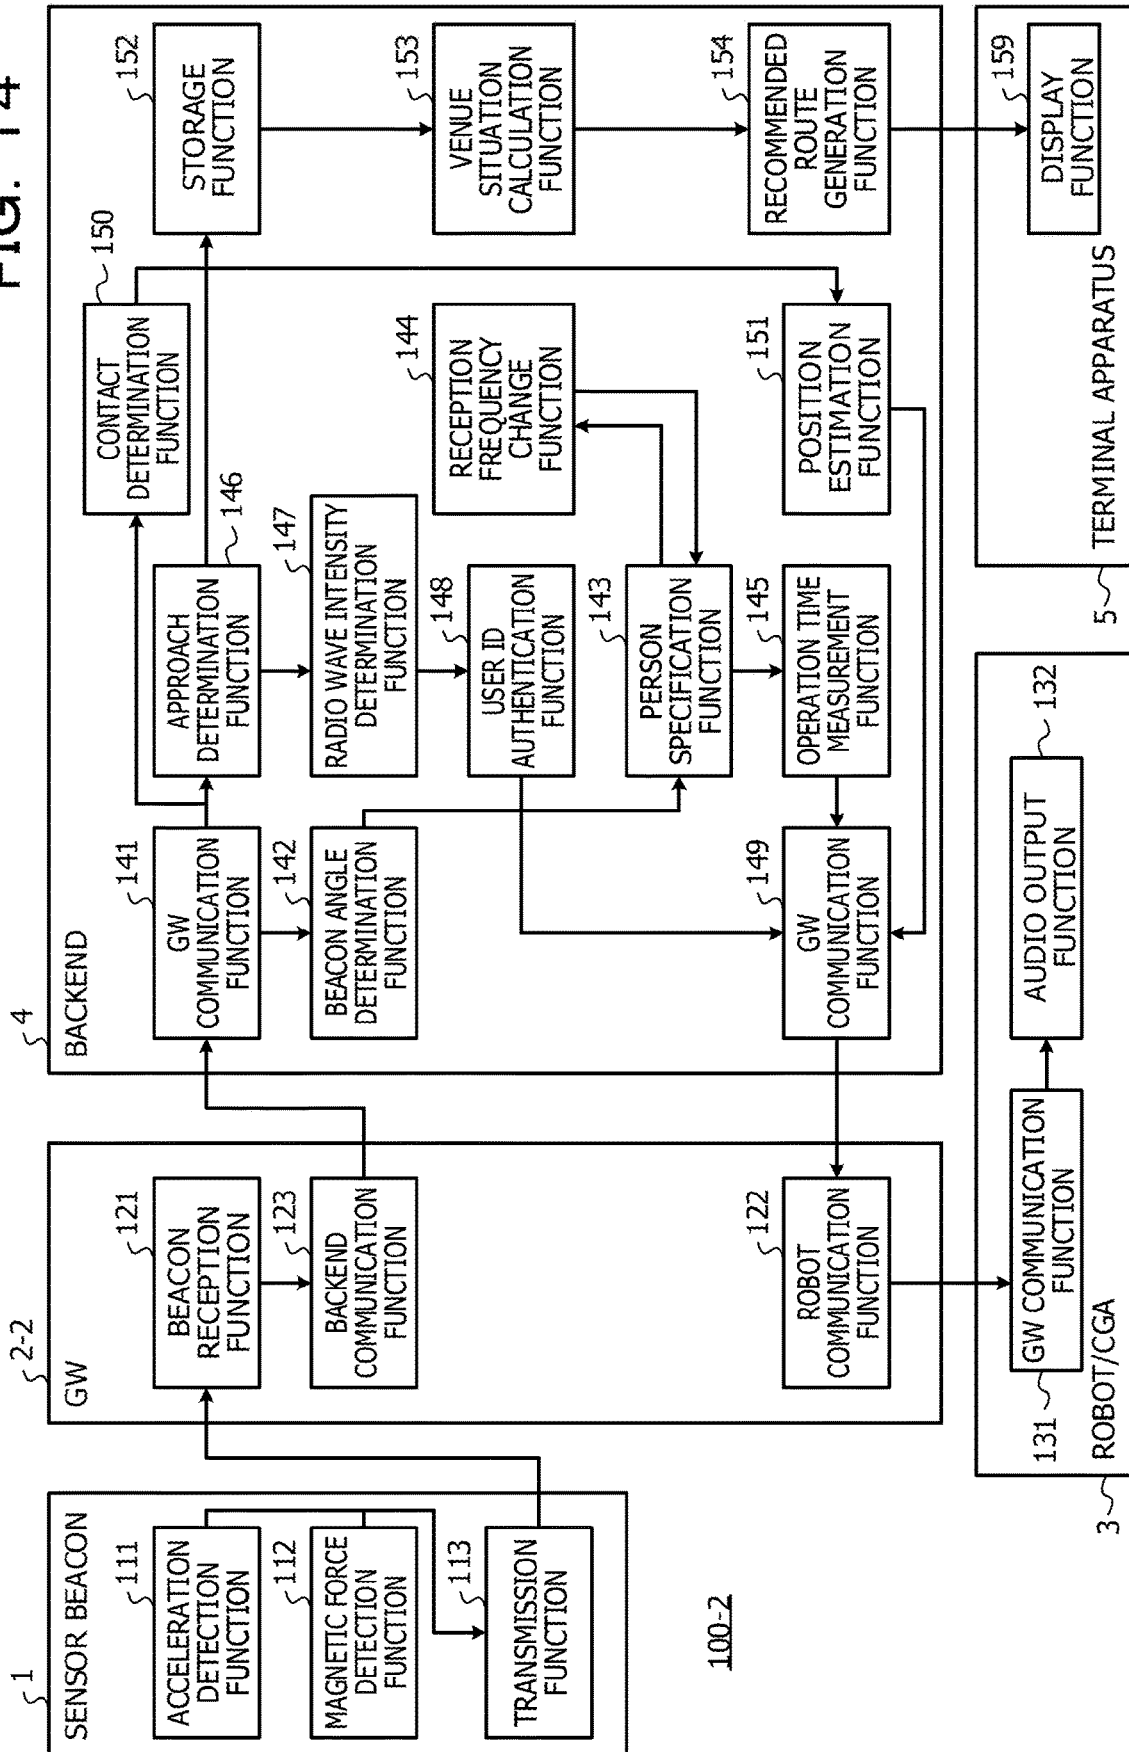 FIG. 14
1
SENSOR BEACON
111
ACCELERATION
DETECTION
FUNCTION
112
MAGNETIC FORCE
DETECTION
FUNCTION
113
TRANSMISSION
FUNCTION
100-2
2-2
GW
121
BEACON
RECEPTION
FUNCTION
123
BACKEND
COMMUNICATION
FUNCTION
122
ROBOT
COMMUNICATION
FUNCTION
4
BACKEND
141
GW
COMMUNICATION
FUNCTION
142
BEACON ANGLE
DETERMINATION
FUNCTION
149
GW
COMMUNICATION
FUNCTION
146
APPROACH
DETERMINATION
FUNCTION
147
RADIO WAVE INTENSITY
DETERMINATION
FUNCTION
148
USER ID
AUTHENTICATION
FUNCTION
143
PERSON
SPECIFICATION
FUNCTION
145
OPERATION TIME
MEASUREMENT
FUNCTION
150
CONTACT
DETERMINATION
FUNCTION
144
RECEPTION
FREQUENCY
CHANGE
FUNCTION
151
POSITION
ESTIMATION
FUNCTION
152
STORAGE
FUNCTION
153
VENUE
SITUATION
CALCULATION
FUNCTION
154
RECOMMENDED
ROUTE
GENERATION
FUNCTION
3
ROBOT/CGA
131
GW COMMUNICATION
FUNCTION
132
AUDIO OUTPUT
FUNCTION
5
TERMINAL APPARATUS
159
DISPLAY
FUNCTION